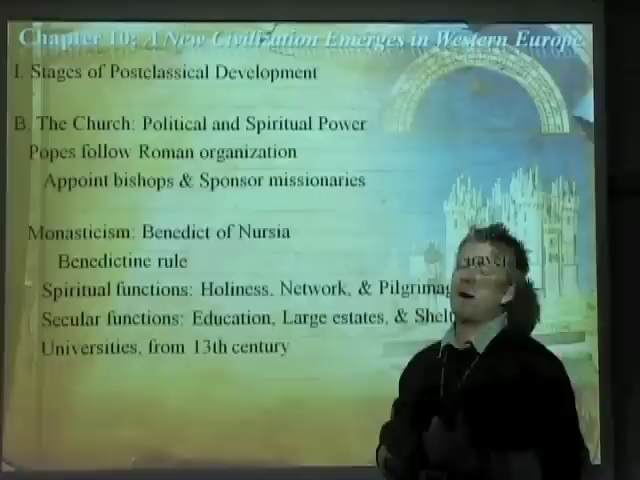 Chapter 10: A New Civilization Emerges in Western Europe
I. Stages of Postclassical Development
B. The Church: Political and Spiritual Power
Popes follow Roman organization
Appoint bishops & Sponsor missionaries
Monasticism: Benedict of Nursia
Benedictine rule
Spiritual functions: Holiness, Network, & Pilgrimag
Secular functions: Education, Large estates, & Shelt
Universities, from 13th century